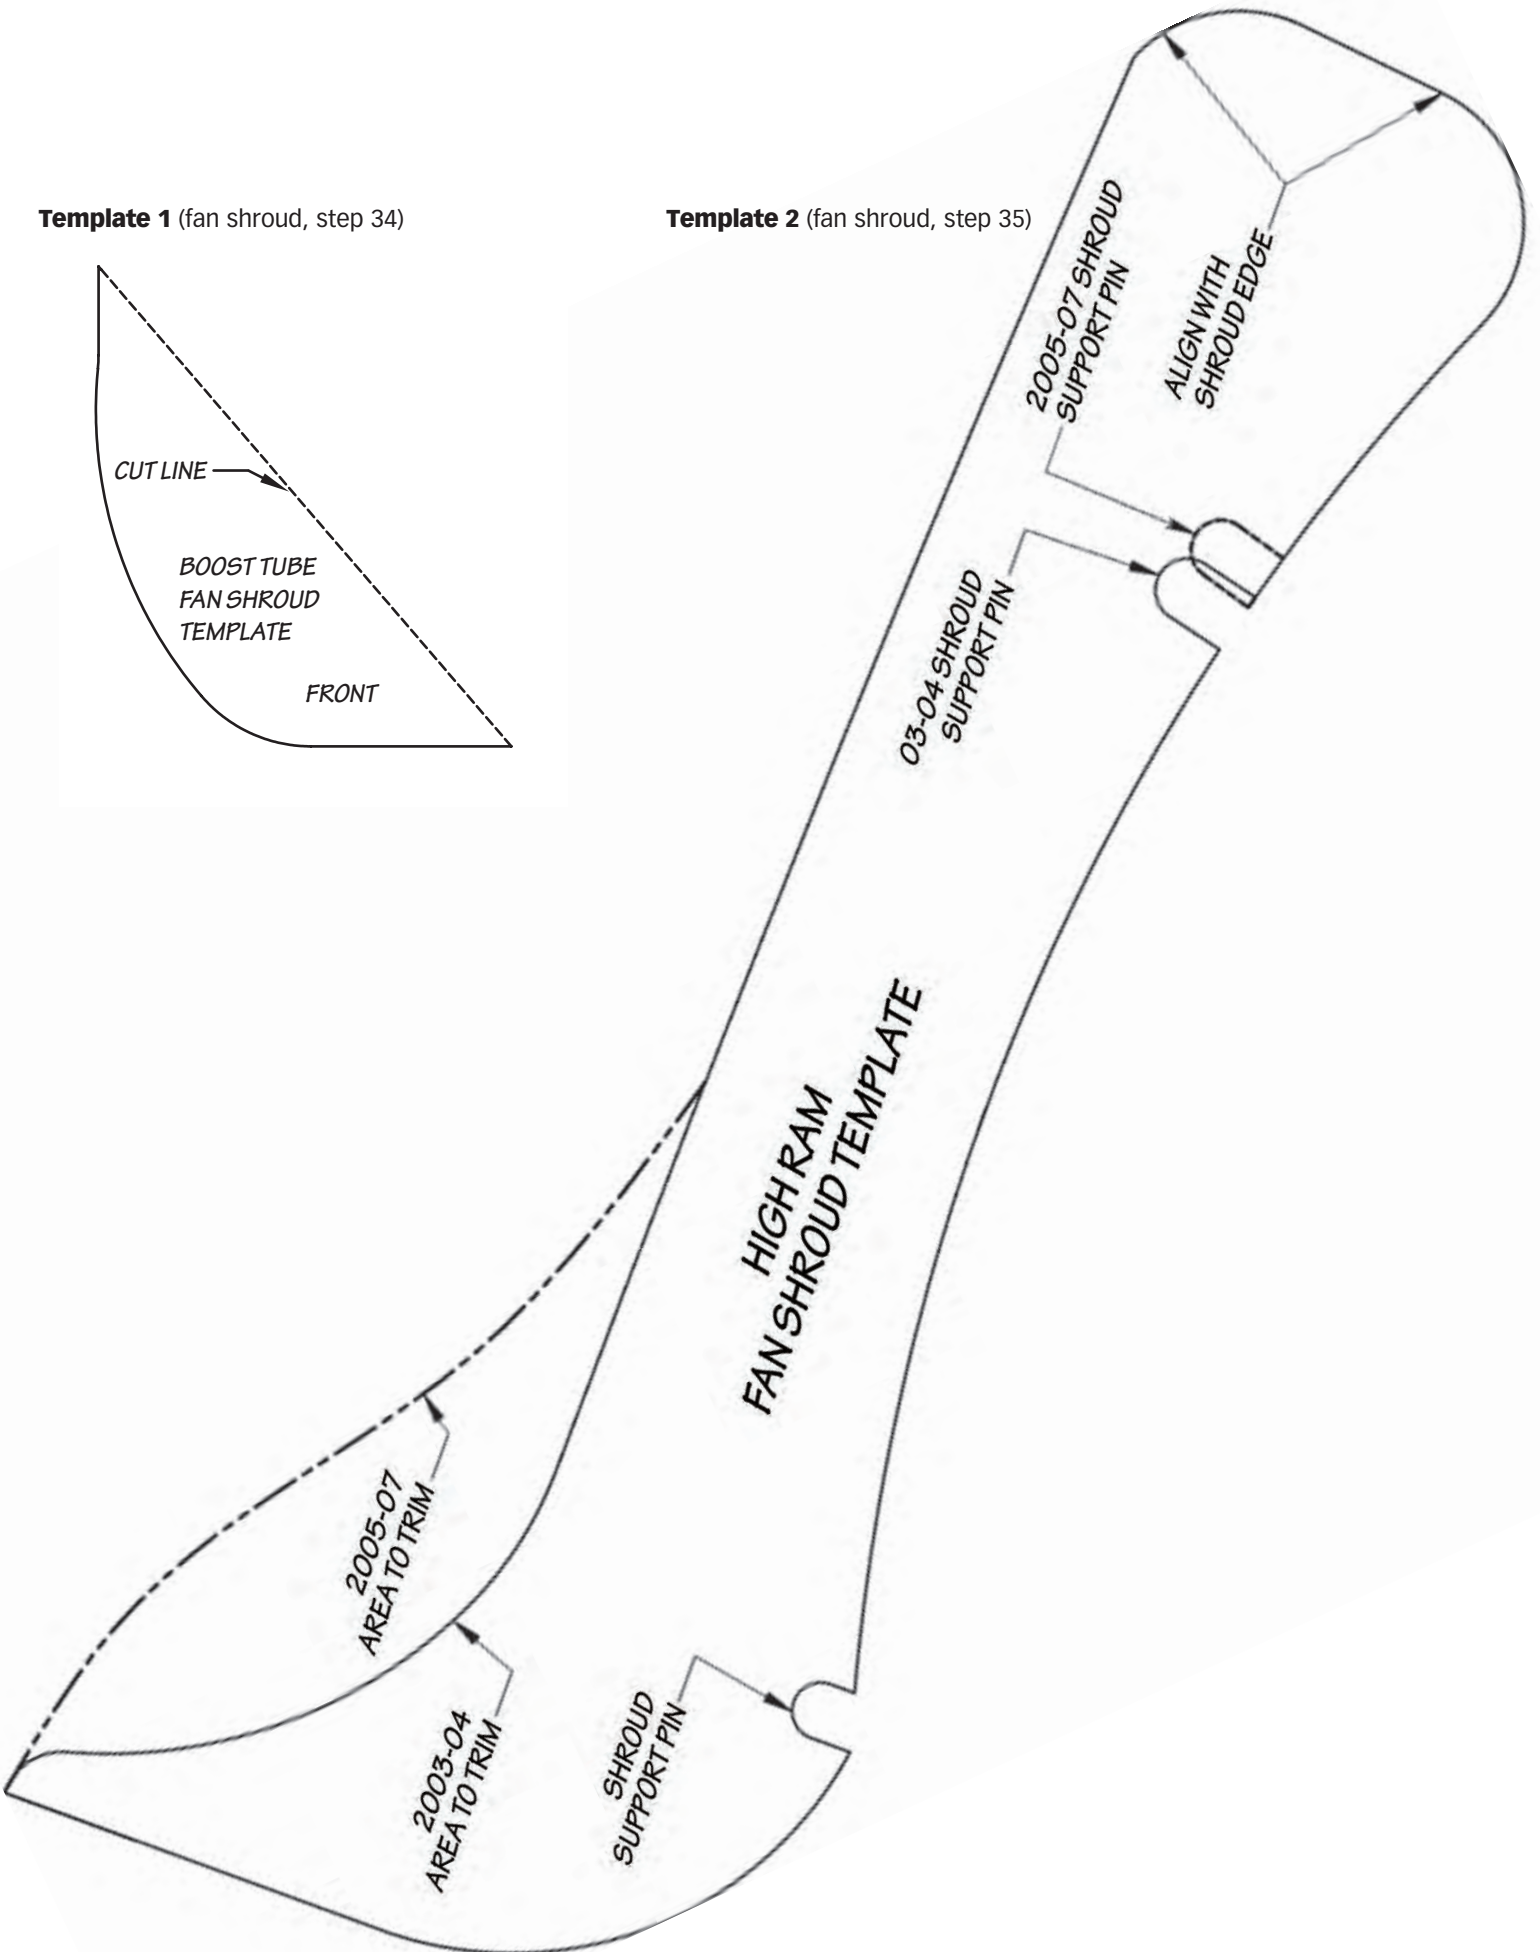 Template 1 (fan shroud, step 34)
CUT LINE
BOOST TUBE
FAN SHROUD
TEMPLATE
FRONT
Template 2 (fan shroud, step 35)
2005-07 SHROUD
SUPPORT PIN
ALIGN WITH
SHROUD EDGE
03-04 SHROUD
SUPPORT PIN
HIGH RAM
FAN SHROUD TEMPLATE
2005-07
AREA TO TRIM
2003-04
AREA TO TRIM
SHROUD
SUPPORT PIN